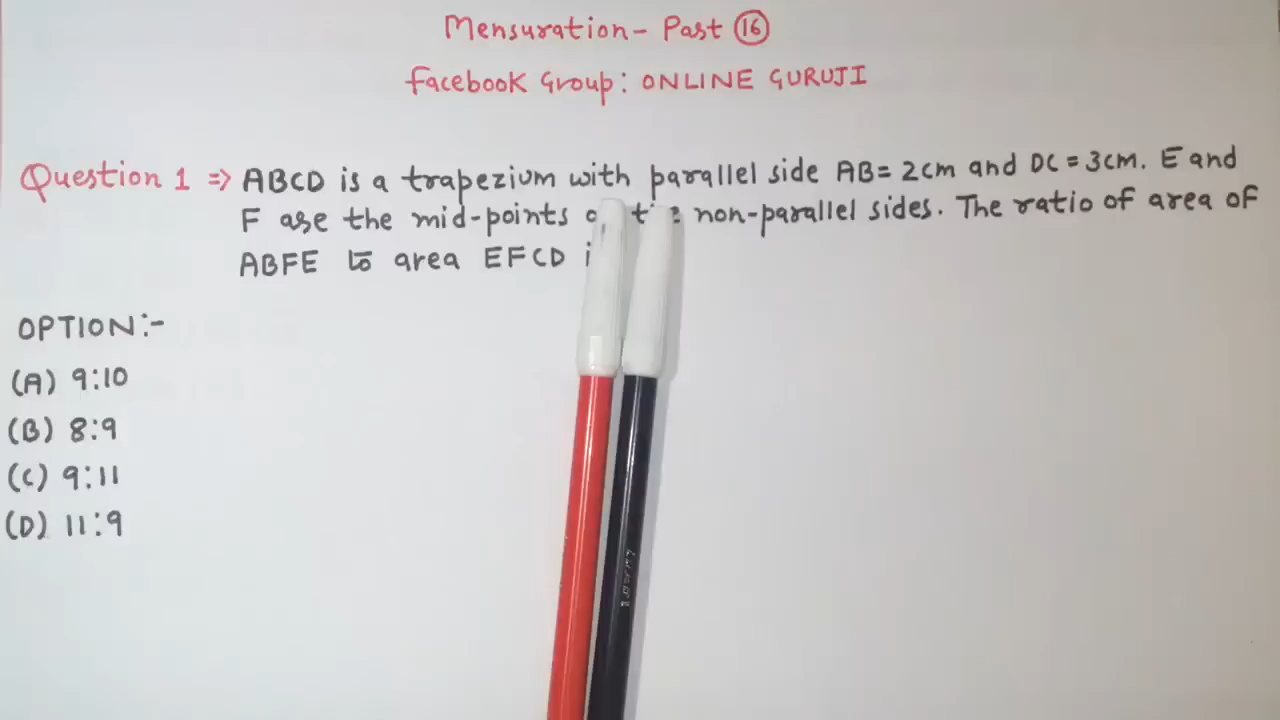 Mensuration- Part 16
Facebook Group: ONLINE GURUJI
Question 1 => ABCD is a trapezium with parallel side AB= 2cm and DC = 3cm. E and
F are the mid-points non-parallel sides. The ratio of area of
ABFE to area EFCD
OPTION:-
(A) 9:10
(B) 8:9
(C) 9:11
(D) 11:9